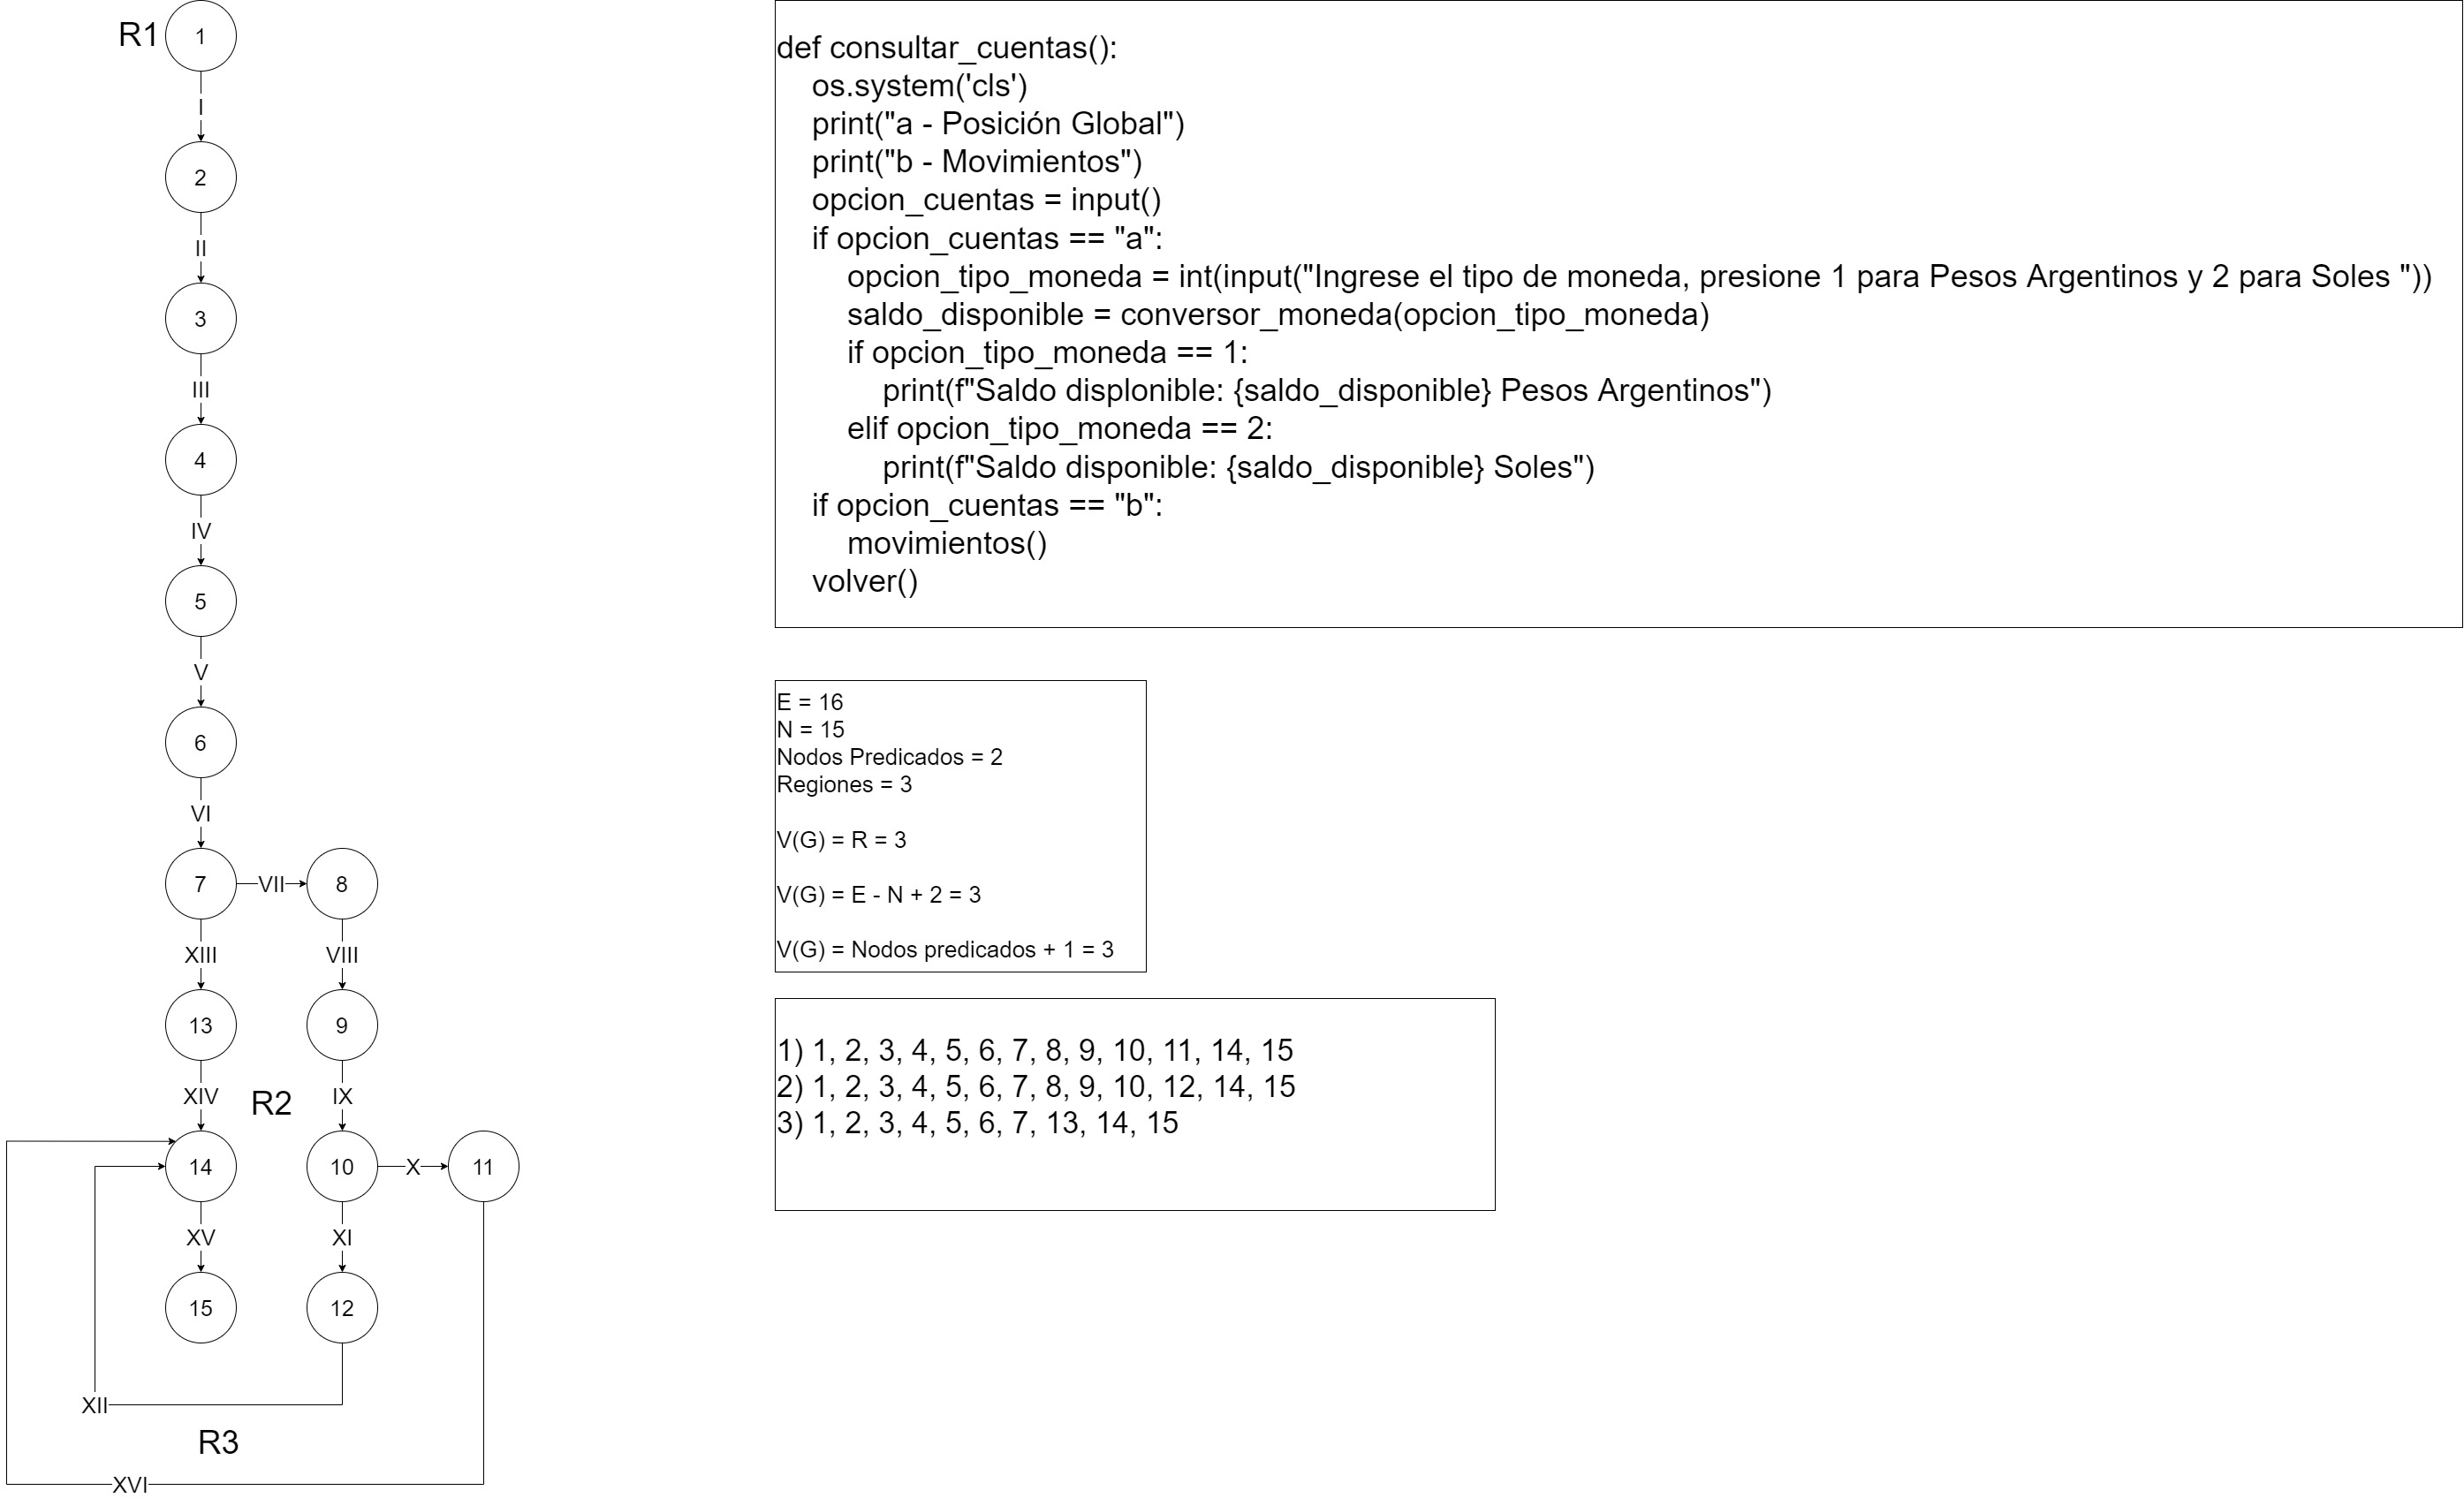 R1
1
I
2
II
3
III
4
IV
5
V
6
VI
7
VII
8
XIII
VIII
13
9
XIV
R2
IX
14
10
X
11
XV
XI
15
12
XII
R3
XVI
def consultar_cuentas():
os.system('cls')
print("a - Posición Global")
print("b - Movimientos")
opcion_cuentas = input()
if opcion_cuentas == "a":
opcion_tipo_moneda = int(input("Ingrese el tipo de moneda, presione 1 para Pesos Argentinos y 2 para Soles "))
saldo_disponible = conversor_moneda(opcion_tipo_moneda)
if opcion_tipo_moneda == 1:
print(f"Saldo displonible: {saldo_disponible} Pesos Argentinos")
elif opcion_tipo_moneda == 2:
print(f"Saldo disponible: {saldo_disponible} Soles")
if opcion_cuentas == "b":
movimientos()
volver()
E = 16
N = 15
Nodos Predicados = 2
Regiones = 3
V(G) = R = 3
V(G) = E - N + 2 = 3
V(G) = Nodos predicados + 1 = 3
1) 1, 2, 3, 4, 5, 6, 7, 8, 9, 10, 11, 14, 15
2) 1, 2, 3, 4, 5, 6, 7, 8, 9, 10, 12, 14, 15
3) 1, 2, 3, 4, 5, 6, 7, 13, 14, 15